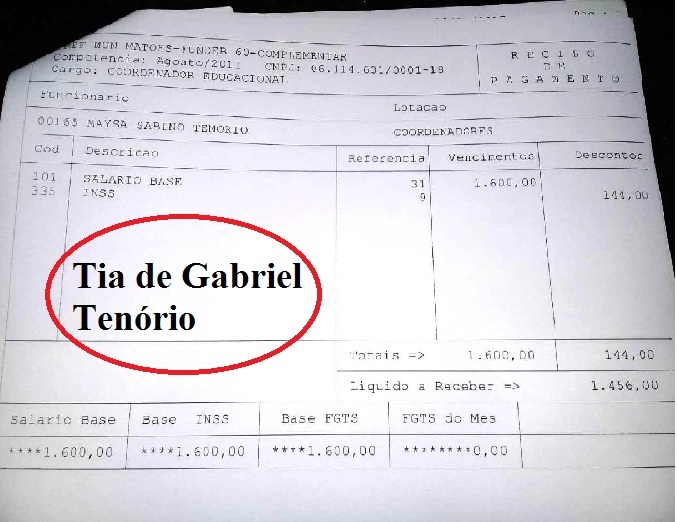 MUN MATOES-FUNDEB 60-COMPLEMENTAR
Competencia: Agosto/2011 CNPJ: 06.114.631/0001-18
Cargo: COORDENADOR EDUCACIONAL
R E C I B O
DE
P A G A M E N T O
Funcionario
Lotacao
00165 MAYSA SABINO TENORIO
COORDENADORES
Cod Descricao Referencia Vencimentos Descontos
101 SALARIO BASE 31 1.600,00
335 INSS 9 144,00
Tia de Gabriel
Tenório
Totais => 1.600,00 144,00
Liquido a Receber => 1.456,00
Salario Base Base INSS Base FGTS FGTS do Mes
****1.600,00 ****1.600,00 ****1.600,00 ********0,00